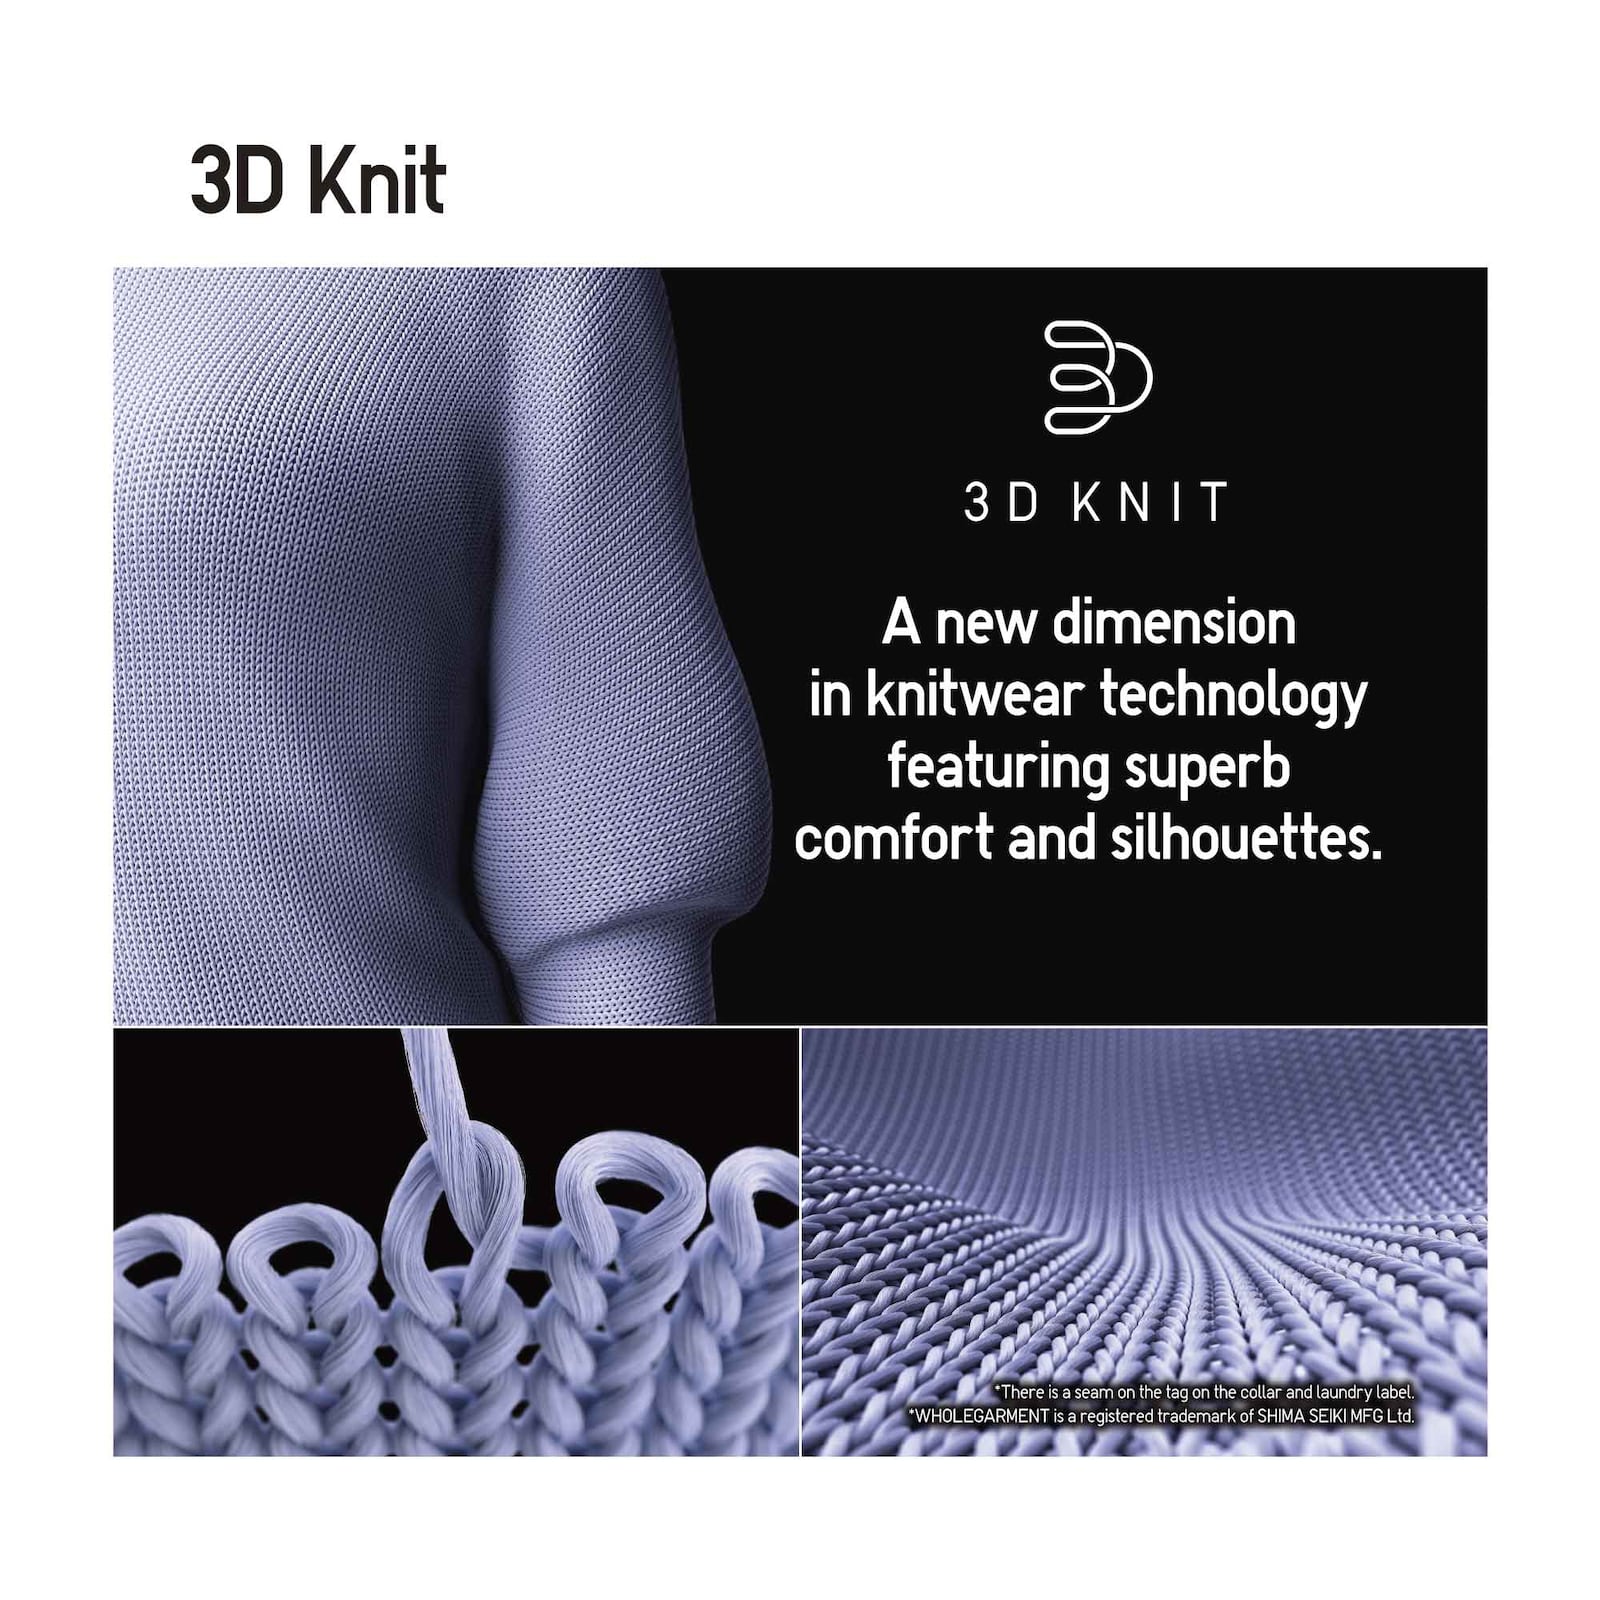 3D Knit
3D KNIT
A new dimension
in knitwear technology
featuring superb
comfort and silhouettes.
*There is a seam on the tag on the collar and laundry label.
*WHOLEGARMENT is a registered trademark of SHIMA SEIKI MFG Ltd.